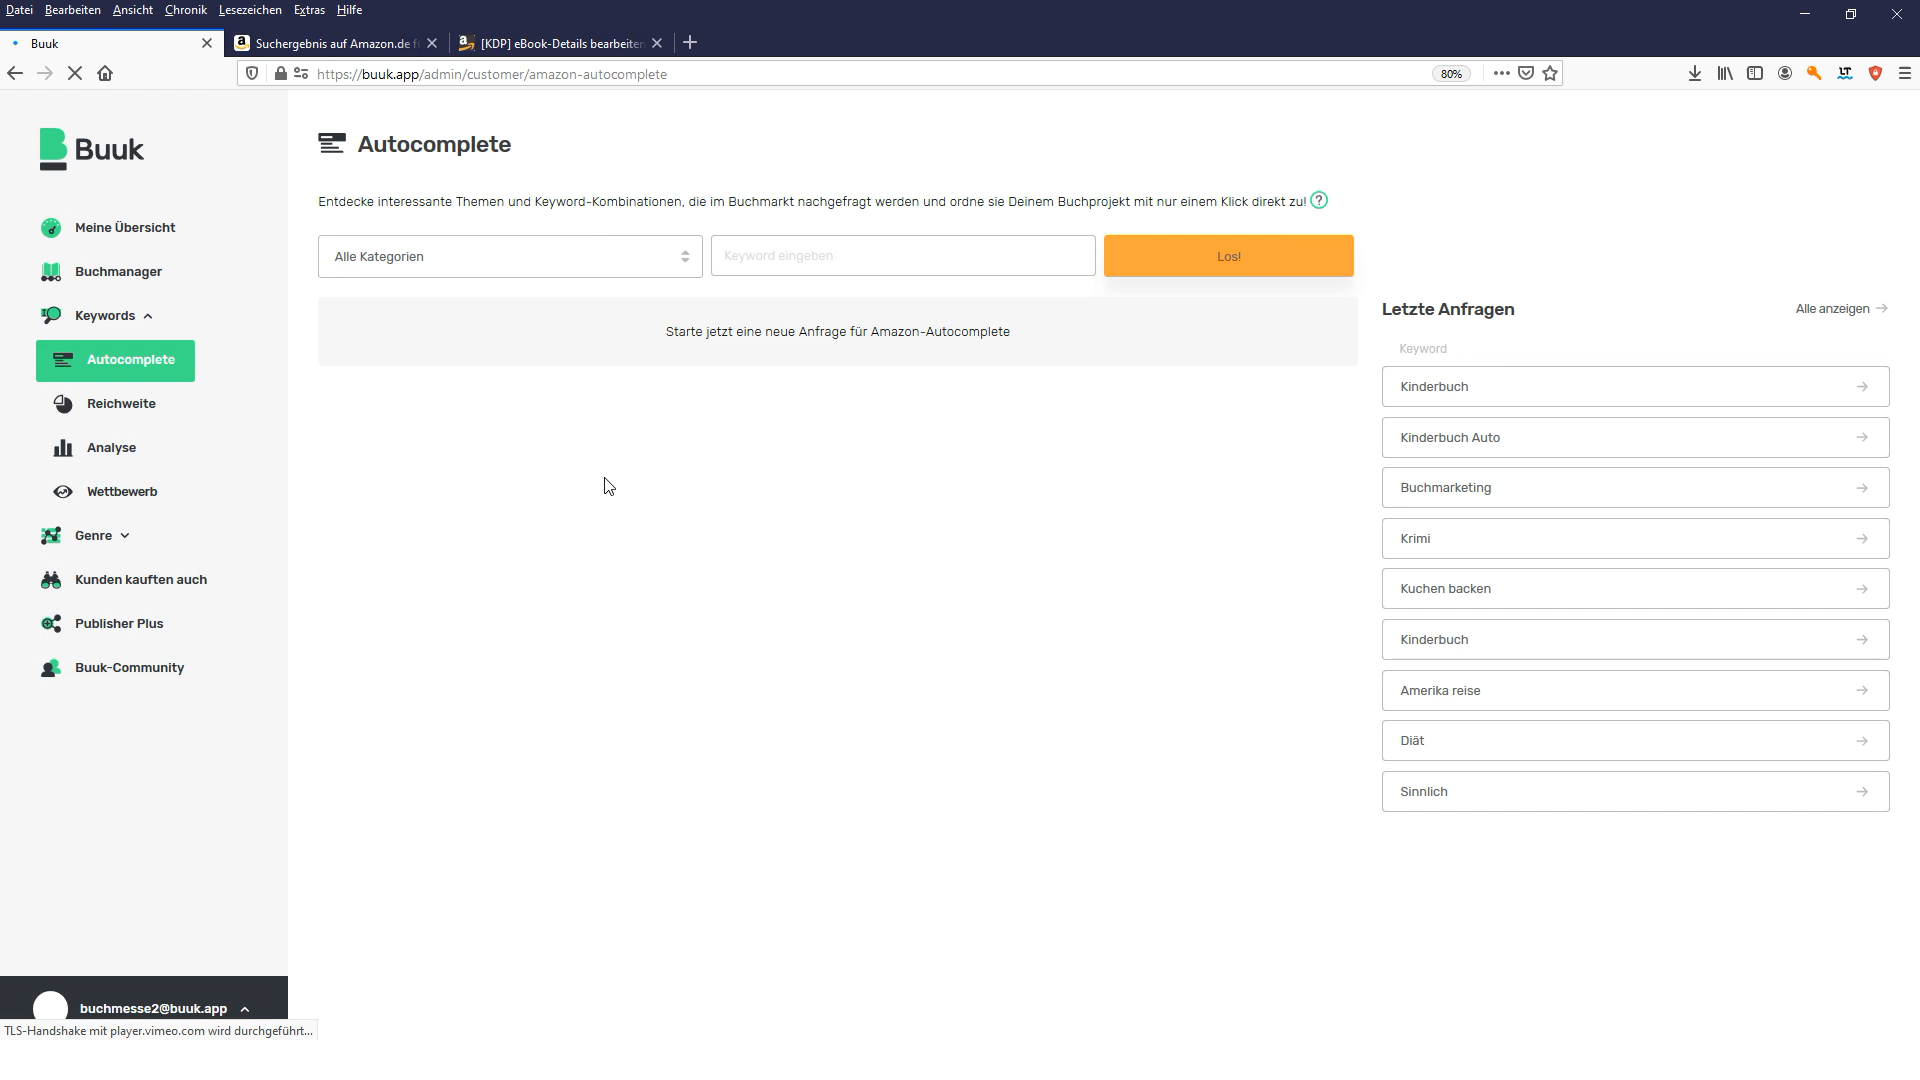 Datei Bearbeiten Ansicht Chronik Lesezeichen Extras Hilfe
Buuk
Suchergebnis auf Amazon.de f
[KDP] eBook-Details bearbeiten
https://buuk.app/admin/customer/amazon-autocomplete
80%
Buuk
Meine Übersicht
Buchmanager
Keywords
Autocomplete
Reichweite
Analyse
Wettbewerb
Genre
Kunden kauften auch
Publisher Plus
Buuk-Community
buchmesse2@buuk.app
TLS-Handshake mit player.vimeo.com wird durchgeführt...
Autocomplete
Entdecke interessante Themen und Keyword-Kombinationen, die im Buchmarkt nachgefragt werden und ordne sie Deinem Buchprojekt mit nur einem Klick direkt zu! ?
Alle Kategorien
Keyword eingeben
Los!
Starte jetzt eine neue Anfrage für Amazon-Autocomplete
Letzte Anfragen
Alle anzeigen
Keyword
Kinderbuch
Kinderbuch Auto
Buchmarketing
Krimi
Kuchen backen
Kinderbuch
Amerika reise
Diät
Sinnlich